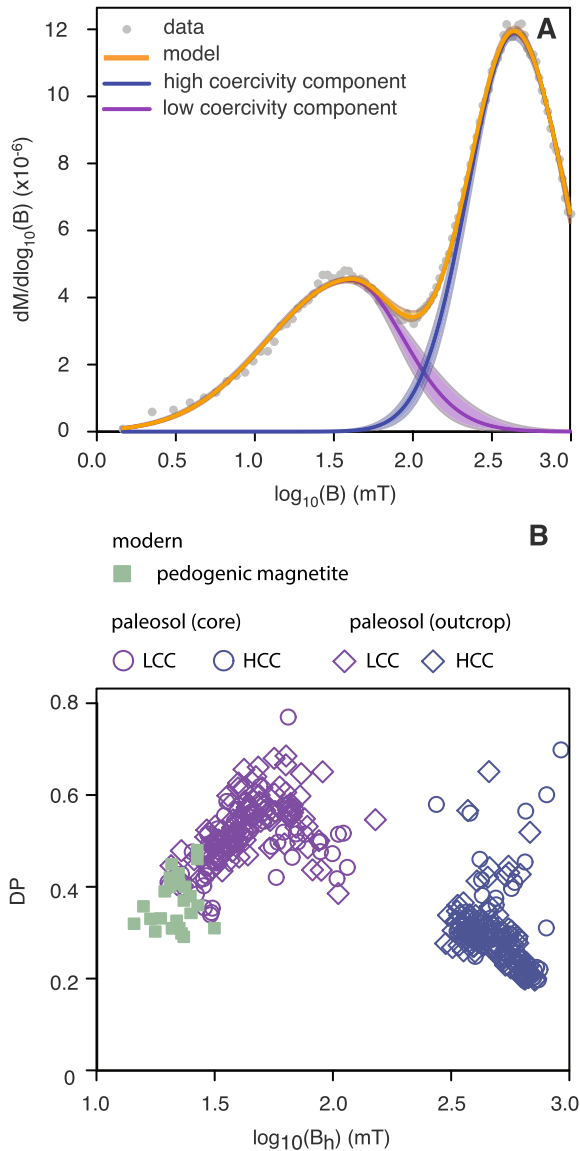 A
data
model
high coercivity component
low coercivity component
dM/dlog10(B) (x10-6)
12
10
8
6
4
2
0
0.0 0.5 1.0 1.5 2.0 2.5 3.0
log10(B) (mT)
B
modern
pedogenic magnetite
paleosol (core) paleosol (outcrop)
LCC HCC LCC HCC
DP
0.8
0.6
0.4
0.2
0
1.0 1.5 2.0 2.5 3.0
log10(Bh) (mT)